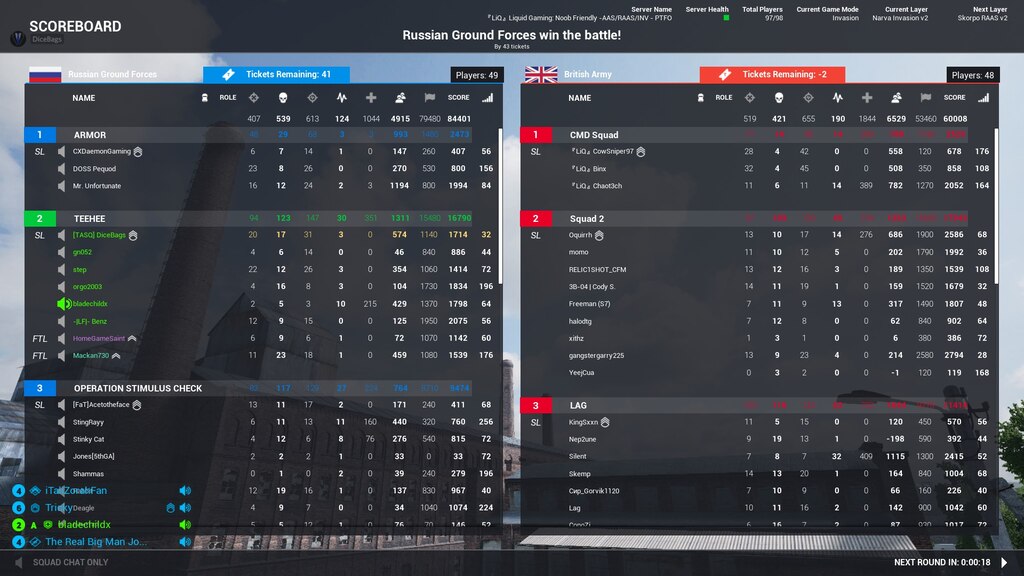 SCOREBOARD
DiceBags
Server Name Server Health Total Players Current Game Mode Current Layer Next Layer
Liquid Gaming: Noob Friendly -AAS/RAAS/INV - PTFO 97/98 Invasion Narva Invasion v2 Skorpo RAAS v2
Russian Ground Forces win the battle!
By 43 tickets
Russian Ground Forces Tickets Remaining: 41 Players: 49
NAME ROLE SCORE
407 539 613 124 1044 4915 79480 84401
1 ARMOR 29 68 3 3 993 2473
SL CXDaemonGaming 6 7 14 1 0 147 260 407 56
DOSS Pequod 23 8 26 0 0 270 530 800 156
Mr. Unfortunate 16 12 24 2 3 1194 800 1994 84
2 TEEHEE 94 123 147 30 351 1311 15480 16790
SL [TASO] DiceBags 20 17 31 3 0 574 1140 1714 32
gn052 4 6 14 0 0 46 840 886 44
step 22 12 26 3 0 354 1060 1414 72
orgo2003 4 16 8 3 0 104 1730 1834 196
bladechildx 2 5 3 10 215 429 1370 1798 64
-|LF|- Benz 12 9 15 0 0 125 1950 2075 56
FTL HomeGameSaint 6 9 6 1 0 72 1070 1142 60
FTL Mackan730 11 23 18 1 0 459 1080 1539 176
3 OPERATION STIMULUS CHECK 117 27 764 9474
SL [FaT]Acetotheface 13 11 17 2 0 171 240 411 68
StingRayy 6 11 13 11 160 440 320 760 256
Stinky Cat 4 12 6 8 76 276 540 815 72
Jones[5thGA] 2 2 2 1 0 33 0 33 72
Shammas 0 1 0 2 0 39 240 279 196
12 19 16 1 0 137 830 967 40
Deagle 4 9 7 0 0 34 1040 1074 224
5 5 12 1 0 76 70 146 52
4 iTalkZomanFan
6 Tricky
2 A bladechildx
4 The Real Big Man Jo...
SQUAD CHAT ONLY
British Army Tickets Remaining: -2 Players: 48
NAME ROLE SCORE
519 421 655 190 1844 6529 53460 60008
1 CMD Squad
SL CowSniper97 28 4 42 0 0 558 120 678 176
Binx 32 4 45 0 0 508 350 858 108
Chaot3ch 11 6 11 14 389 782 1270 2052 164
2 Squad 2
SL Oquirrh 13 10 17 14 276 686 1900 2586 68
momo 11 10 12 5 0 202 1790 1992 36
RELIC1SHOT_CFM 13 12 16 3 0 189 1350 1539 108
3B-04 | Cody S. 14 11 19 1 0 159 1520 1679 32
Freeman (S7) 7 11 9 13 0 317 1490 1807 48
halodtg 7 12 8 0 0 62 840 902 64
xithz 1 3 1 0 0 6 380 386 72
gangstergarry225 13 9 23 4 0 214 2580 2794 28
YeejCua 0 3 2 0 0 -1 120 119 168
3 LAG
SL KingSxxn 11 5 15 0 0 120 450 570 56
Nep2une 9 19 13 1 0 -198 590 392 44
Silent 7 8 7 32 409 1115 1300 2415 52
Skemp 14 13 20 1 0 164 840 1004 68
Cwp_Gorvik1120 7 10 9 0 0 66 160 226 40
Lag 10 11 16 2 0 142 900 1042 60
6 16 7 2 0 87 930 1017 72
NEXT ROUND IN: 0:00:18